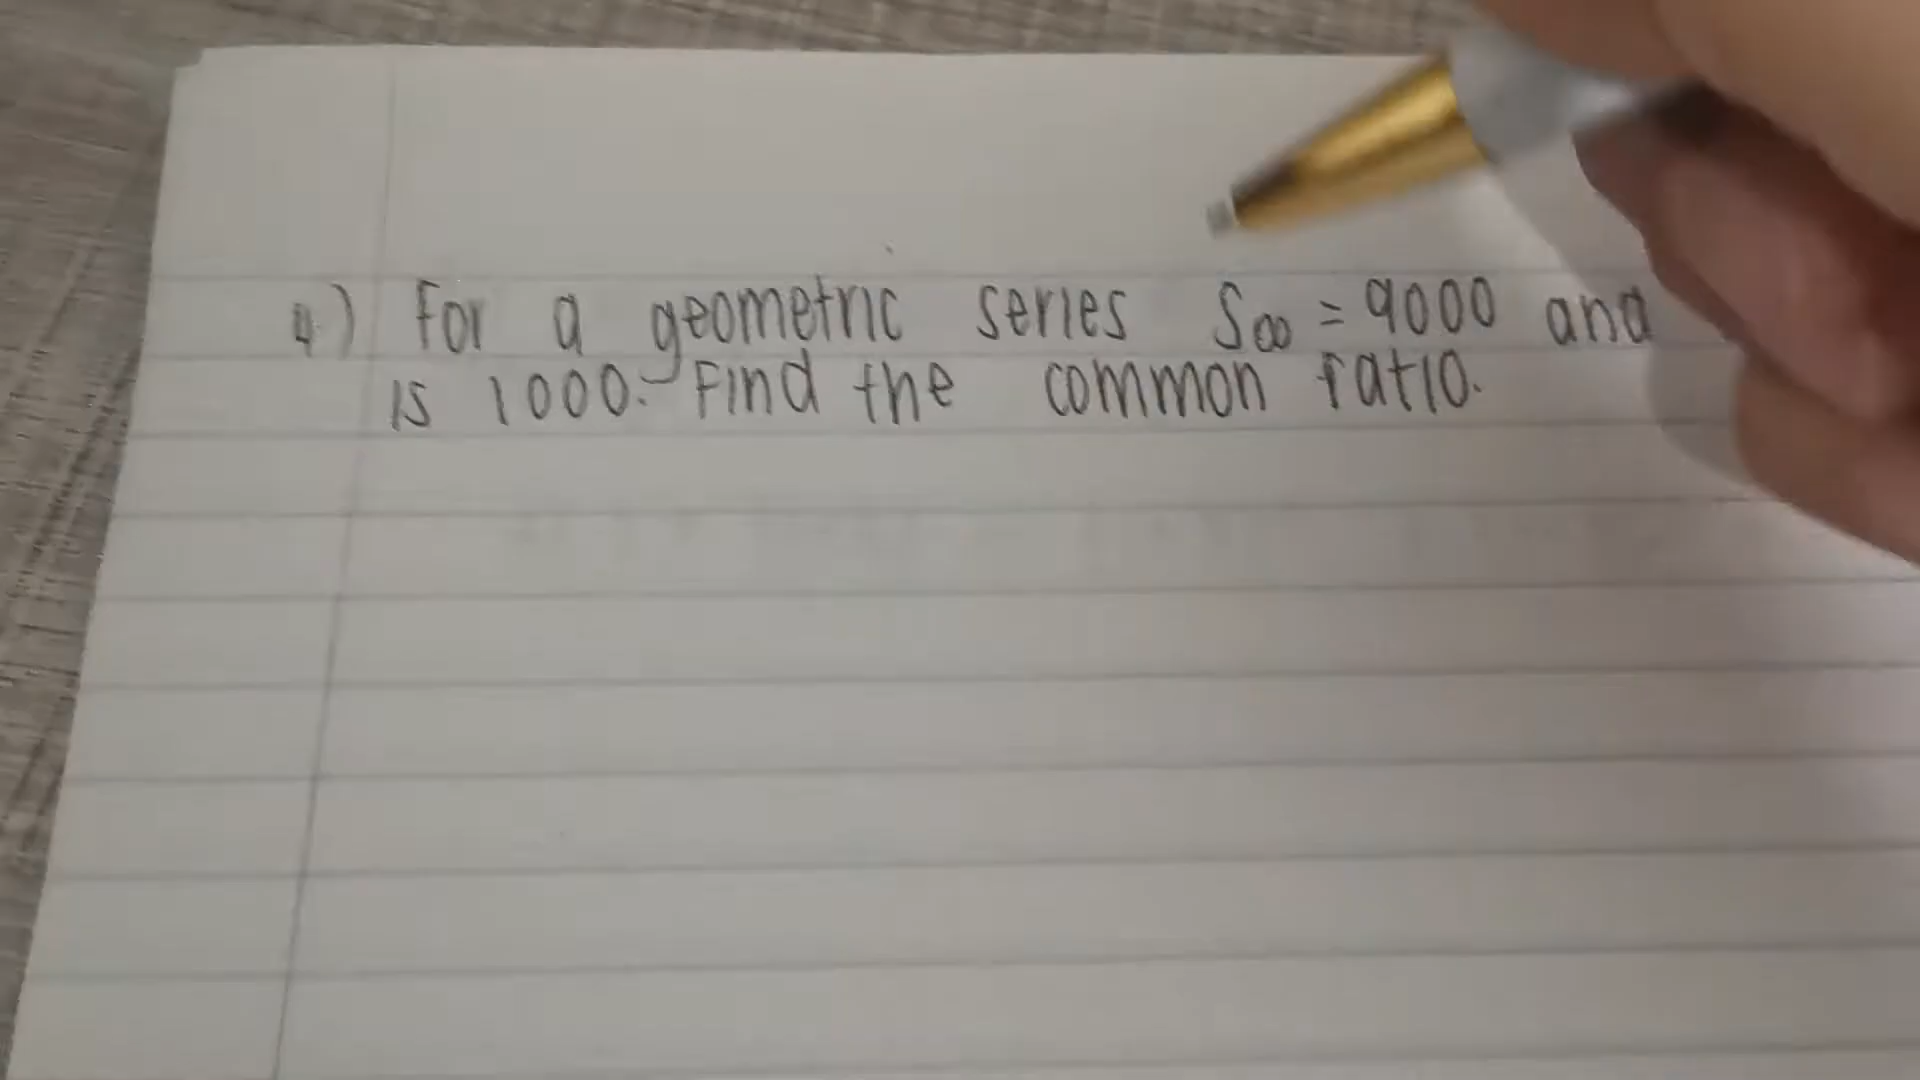 4.) For a geometric series S∞ = 9000 and
is 1000. Find the common ratio.